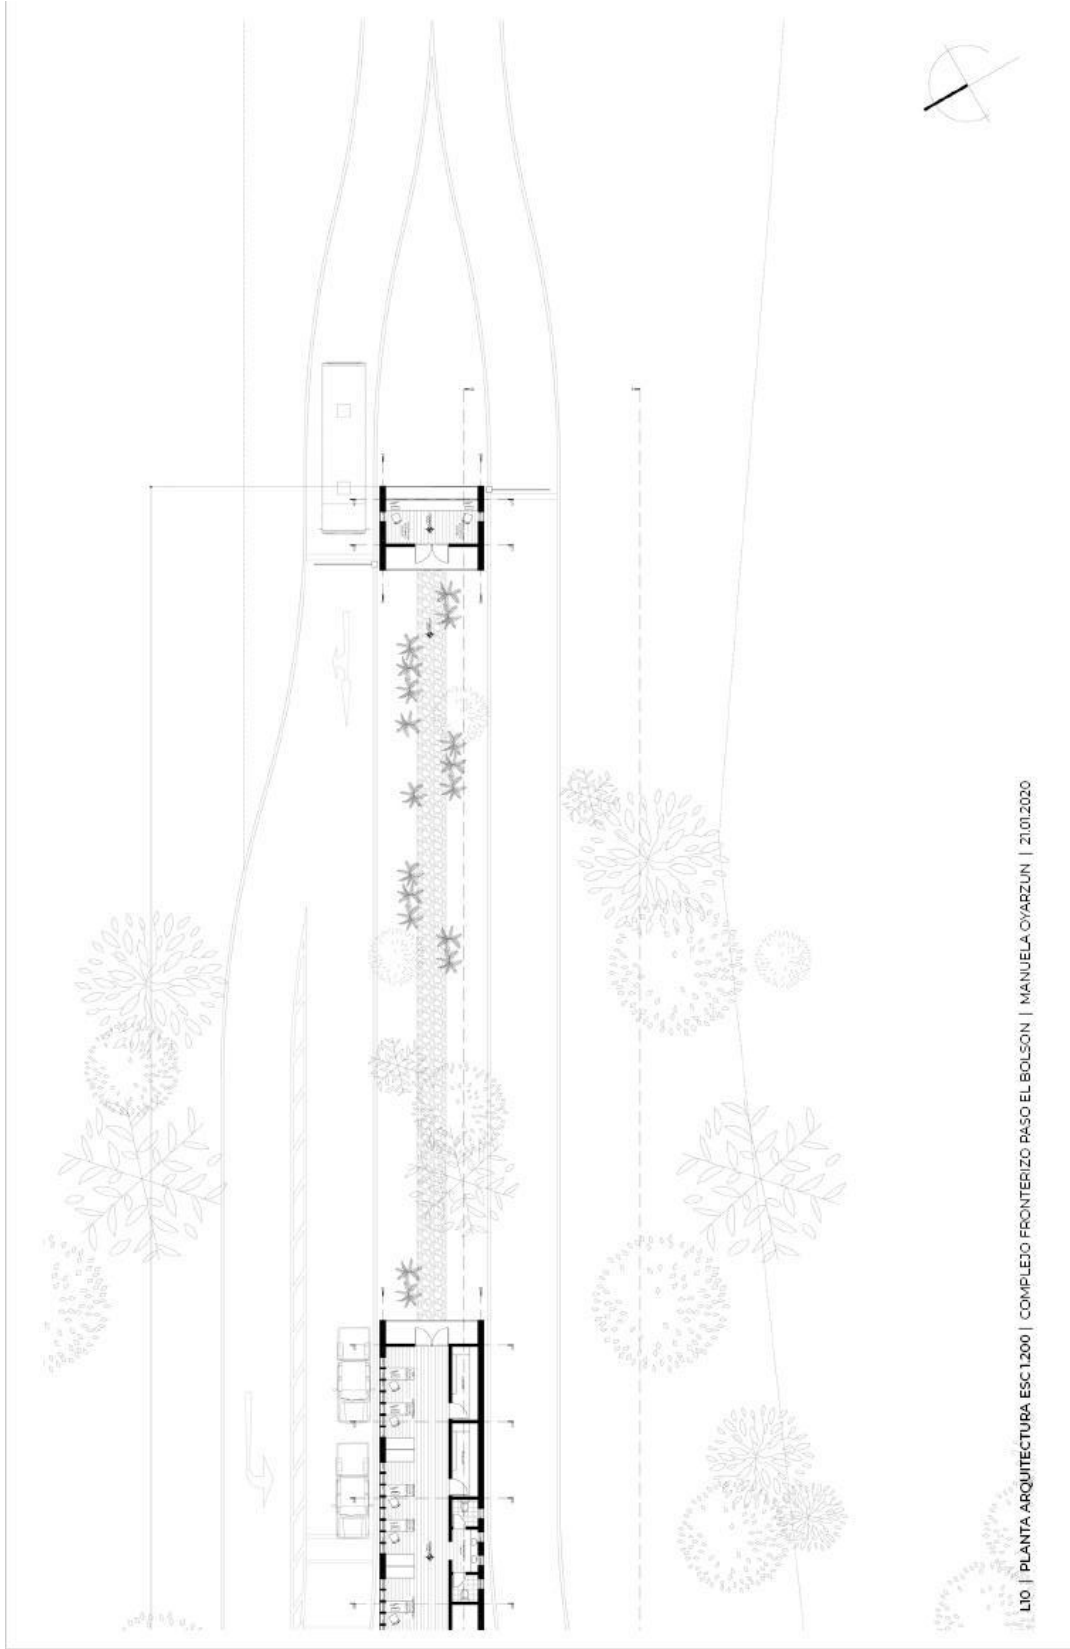 L10 | PLANTA ARQUITECTURA ESC 1.200 | COMPLEJO FRONTERIZO PASO EL BOLSON | MANUELA OYARZUN | 21.01.2020